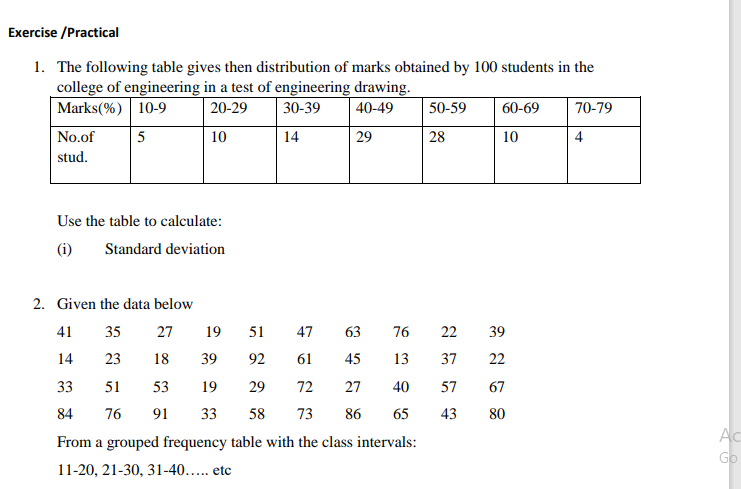 Exercise /Practical
1. The following table gives then distribution of marks obtained by 100 students in the
college of engineering in a test of engineering drawing.
Marks(%) 10-9 20-29 30-39 40-49 50-59 60-69 70-79
No.of 5 10 14 29 28 10 4
stud.
Use the table to calculate:
(i) Standard deviation
2. Given the data below
41 35 27 19 51 47 63 76 22 39
14 23 18 39 92 61 45 13 37 22
33 51 53 19 29 72 27 40 57 67
84 76 91 33 58 73 86 65 43 80
From a grouped frequency table with the class intervals:
11-20, 21-30, 31-40….. etc
Ac
Go